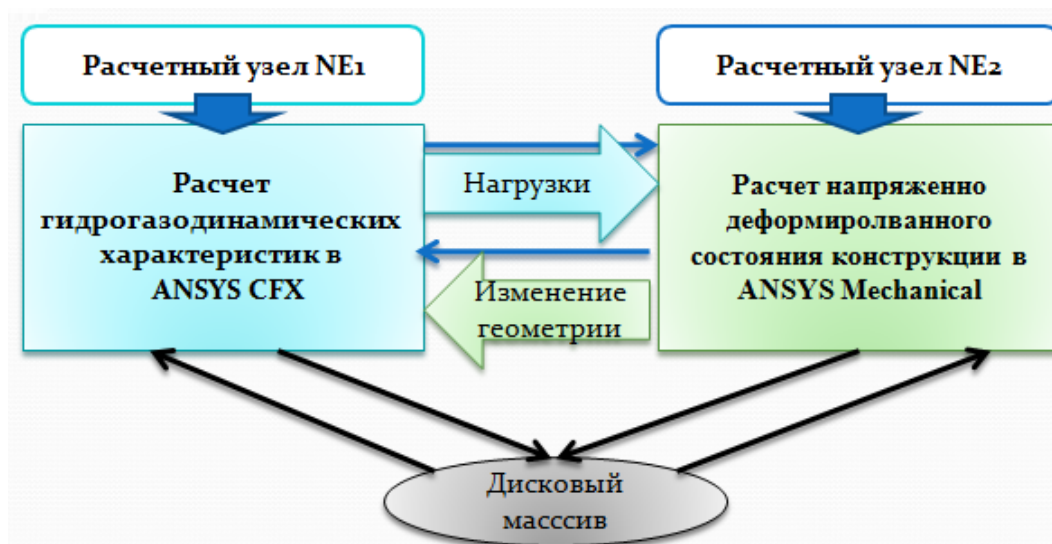 Расчетный узел NE1
Расчетный узел NE2
Расчет
гидрогазодинамических
характеристик в
ANSYS CFX
Нагрузки
Изменение
геометрии
Расчет напряженно
деформиролванного
состояния конструкции в
ANSYS Mechanical
Дисковый
масссив